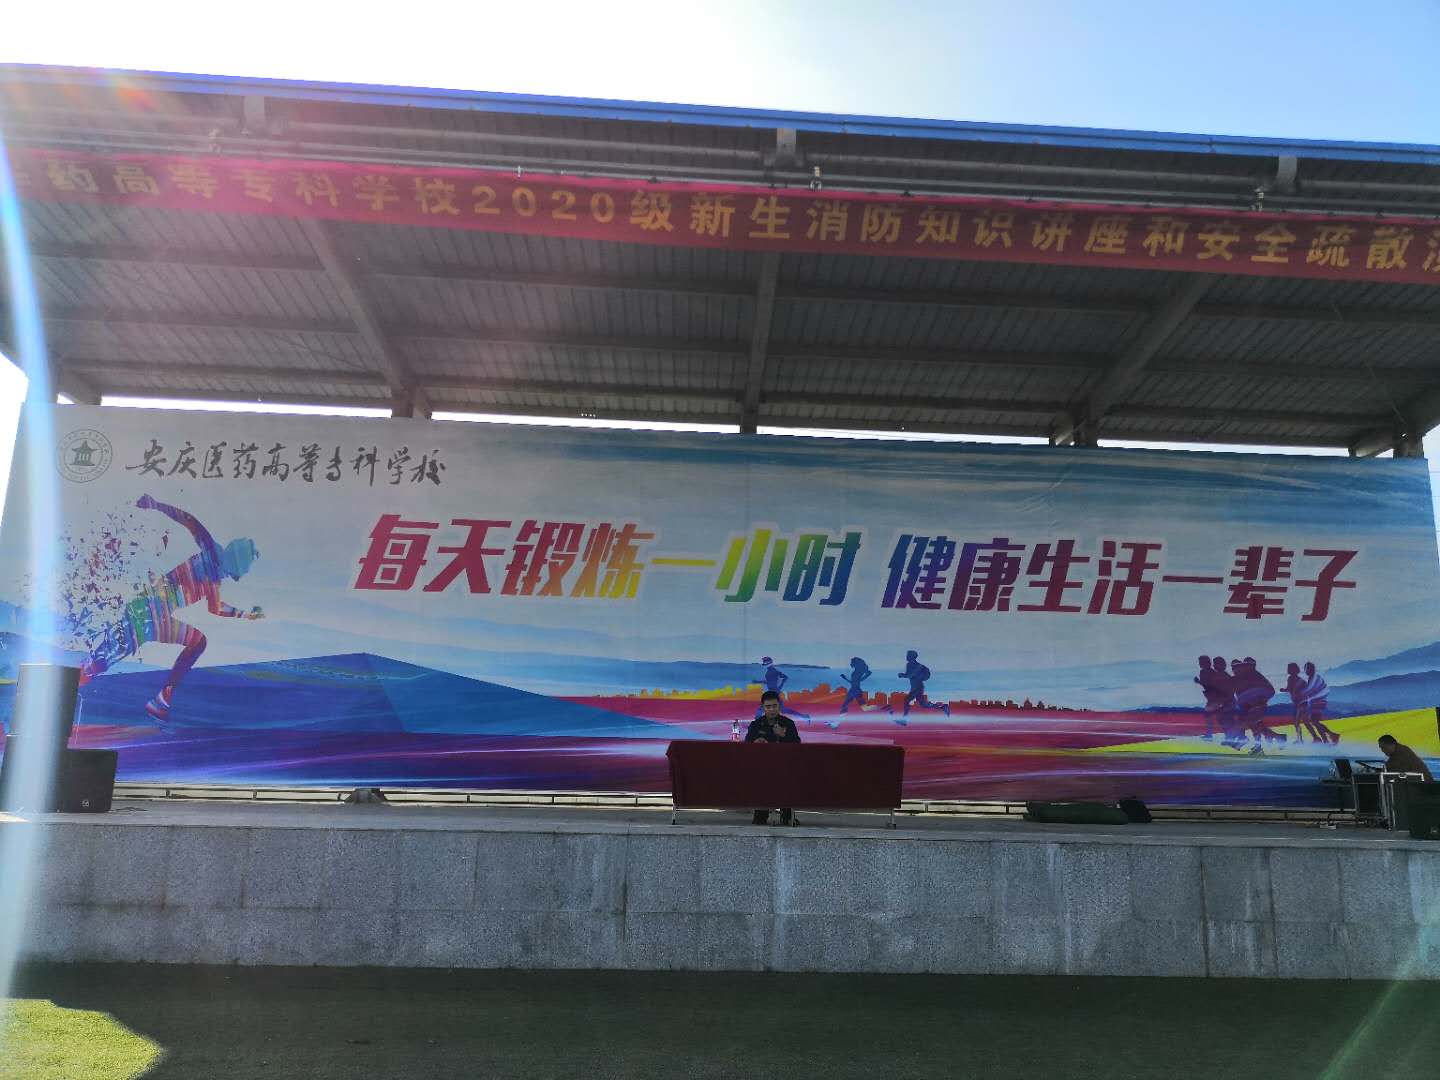 药高等专科学校2020级新生消防知识讲座和安全疏散
安庆医药高等专科学校
每天锻炼一小时 健康生活一辈子